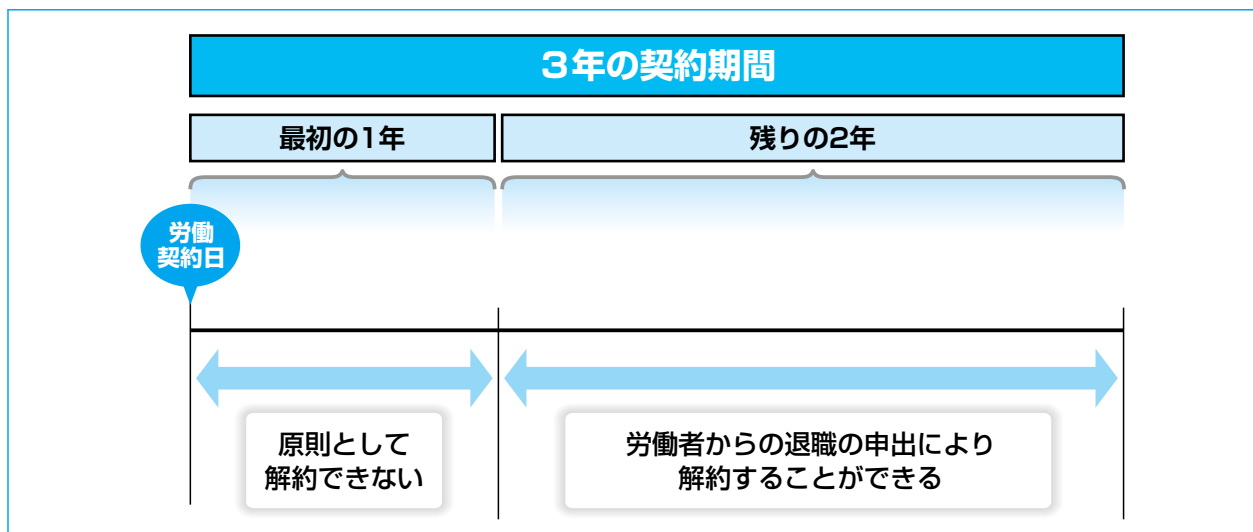 3年の契約期間
最初の1年
残りの2年
労働
契約日
原則として
解約できない
労働者からの退職の申出により
解約することができる